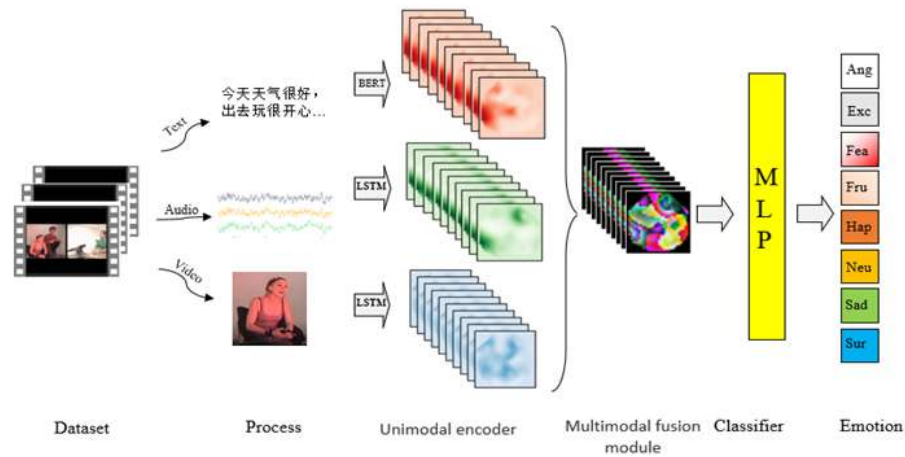 Text
今天天气很好，
出去玩很开心...
BERT
Audio
LSTM
Video
LSTM
M
L
P
Ang
Exc
Fea
Fru
Hap
Neu
Sad
Sur
Dataset
Process
Unimodal encoder
Multimodal fusion
module
Classifier
Emotion